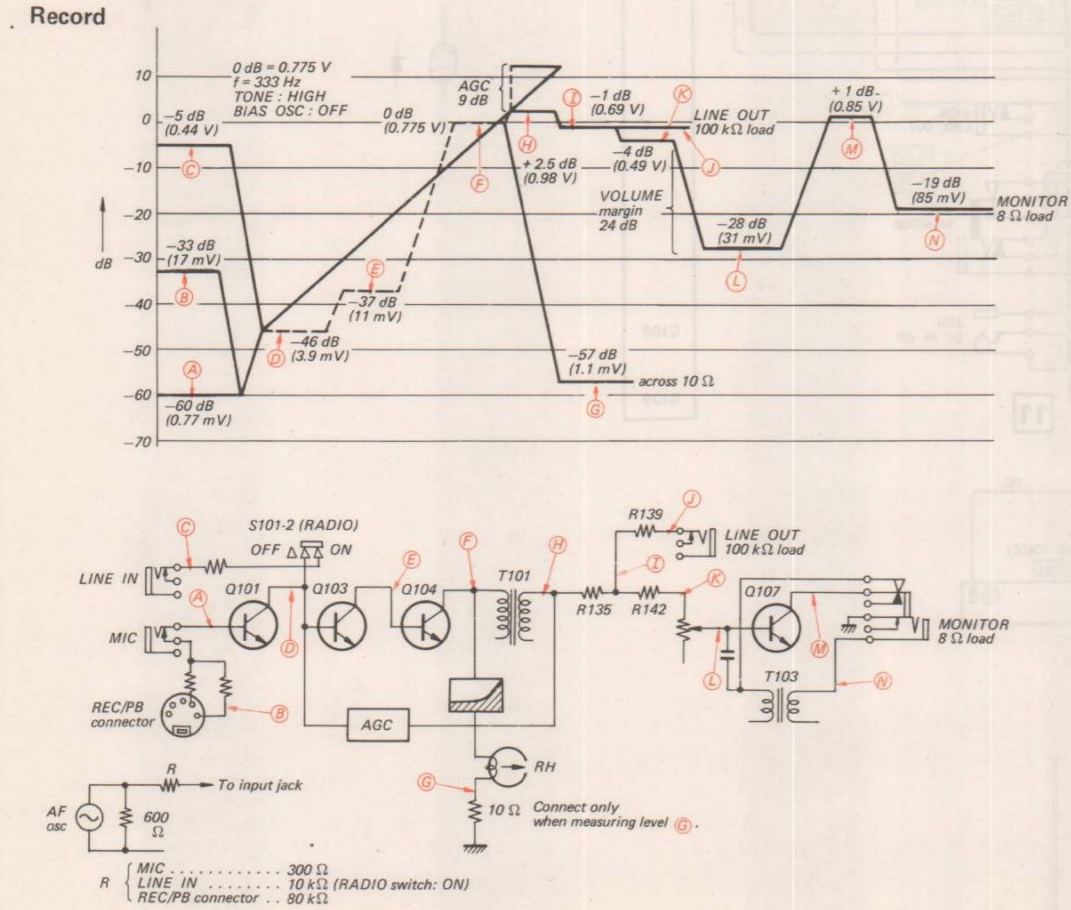 Record
10
0
−10
−20
−30
−40
−50
−60
−70
dB
0 dB = 0.775 V
f = 333 Hz
TONE : HIGH
BIAS OSC : OFF
−5 dB
(0.44 V)
C
−33 dB
(17 mV)
B
A
−60 dB
(0.77 mV)
D
−46 dB
(3.9 mV)
E
−37 dB
(11 mV)
0 dB
(0.775 V)
F
AGC
9 dB
H
+ 2.5 dB
(0.98 V)
I
−1 dB
(0.69 V)
K
LINE OUT
100 kΩ load
J
−4 dB
(0.49 V)
VOLUME
margin
24 dB
−28 dB
(31 mV)
L
+ 1 dB
(0.85 V)
M
−19 dB
(85 mV)
N
MONITOR
8 Ω load
−57 dB
(1.1 mV)
across 10 Ω
G
C
S101-2 (RADIO)
OFF △ ON
LINE IN
A
MIC
Q101
D
Q103
E
Q104
F
T101
H
R135
I
R139
J
LINE OUT
100 kΩ load
R142
K
L
Q107
M
MONITOR
8 Ω load
T103
N
REC/PB
connector
B
AGC
RH
G
10 Ω
Connect only
when measuring level G .
AF
osc
600
Ω
R
To input jack
R
MIC . . . . . . . . . . . 300 Ω
LINE IN . . . . . . . . . 10 kΩ (RADIO switch: ON)
REC/PB connector . . 80 kΩ